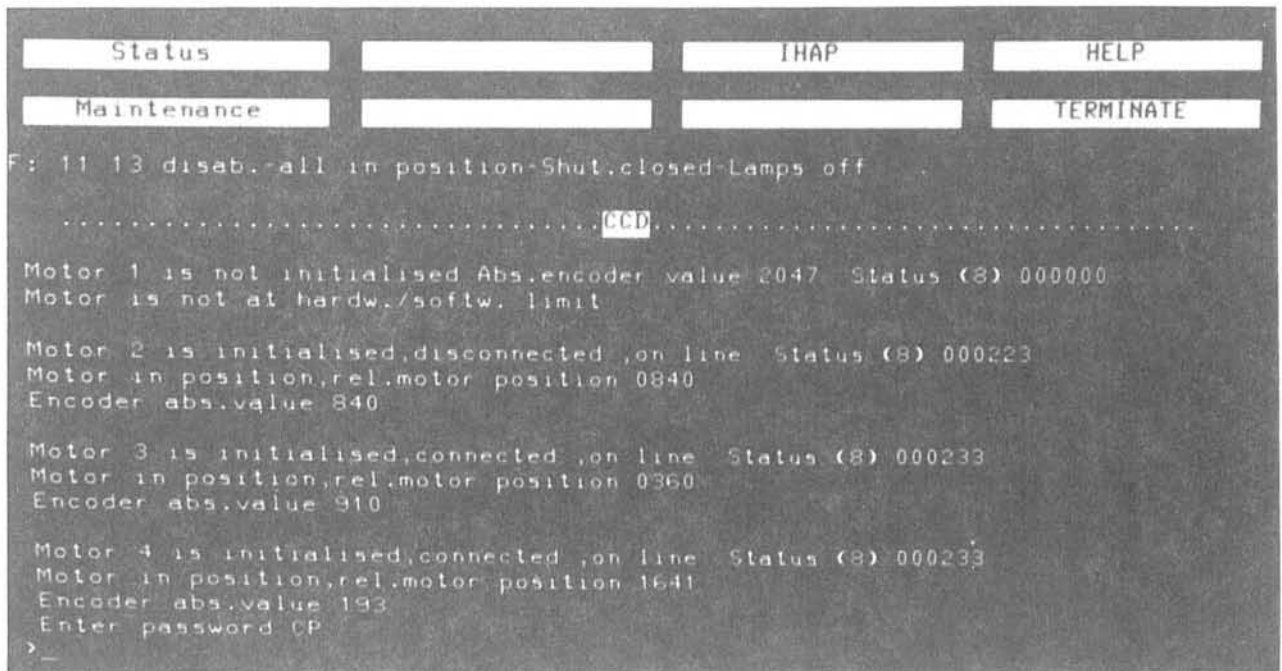 Status IHAP HELP
Maintenance TERMINATE
F: 11 13 disab.-all in position-Shut.closed-Lamps off .
.................................CCD..................................
Motor 1 is not initialised Abs.encoder value 2047 Status (8) 000000
Motor is not at hardw./softw. limit
Motor 2 is initialised,disconnected ,on line Status (8) 000223
Motor in position,rel.motor position 0840
Encoder abs.value 840
Motor 3 is initialised,connected ,on line Status (8) 000233
Motor in position,rel.motor position 0360
Encoder abs.value 910
Motor 4 is initialised,connected ,on line Status (8) 000233
Motor in position,rel.motor position 1641
Encoder abs.value 193
Enter password CP
>_